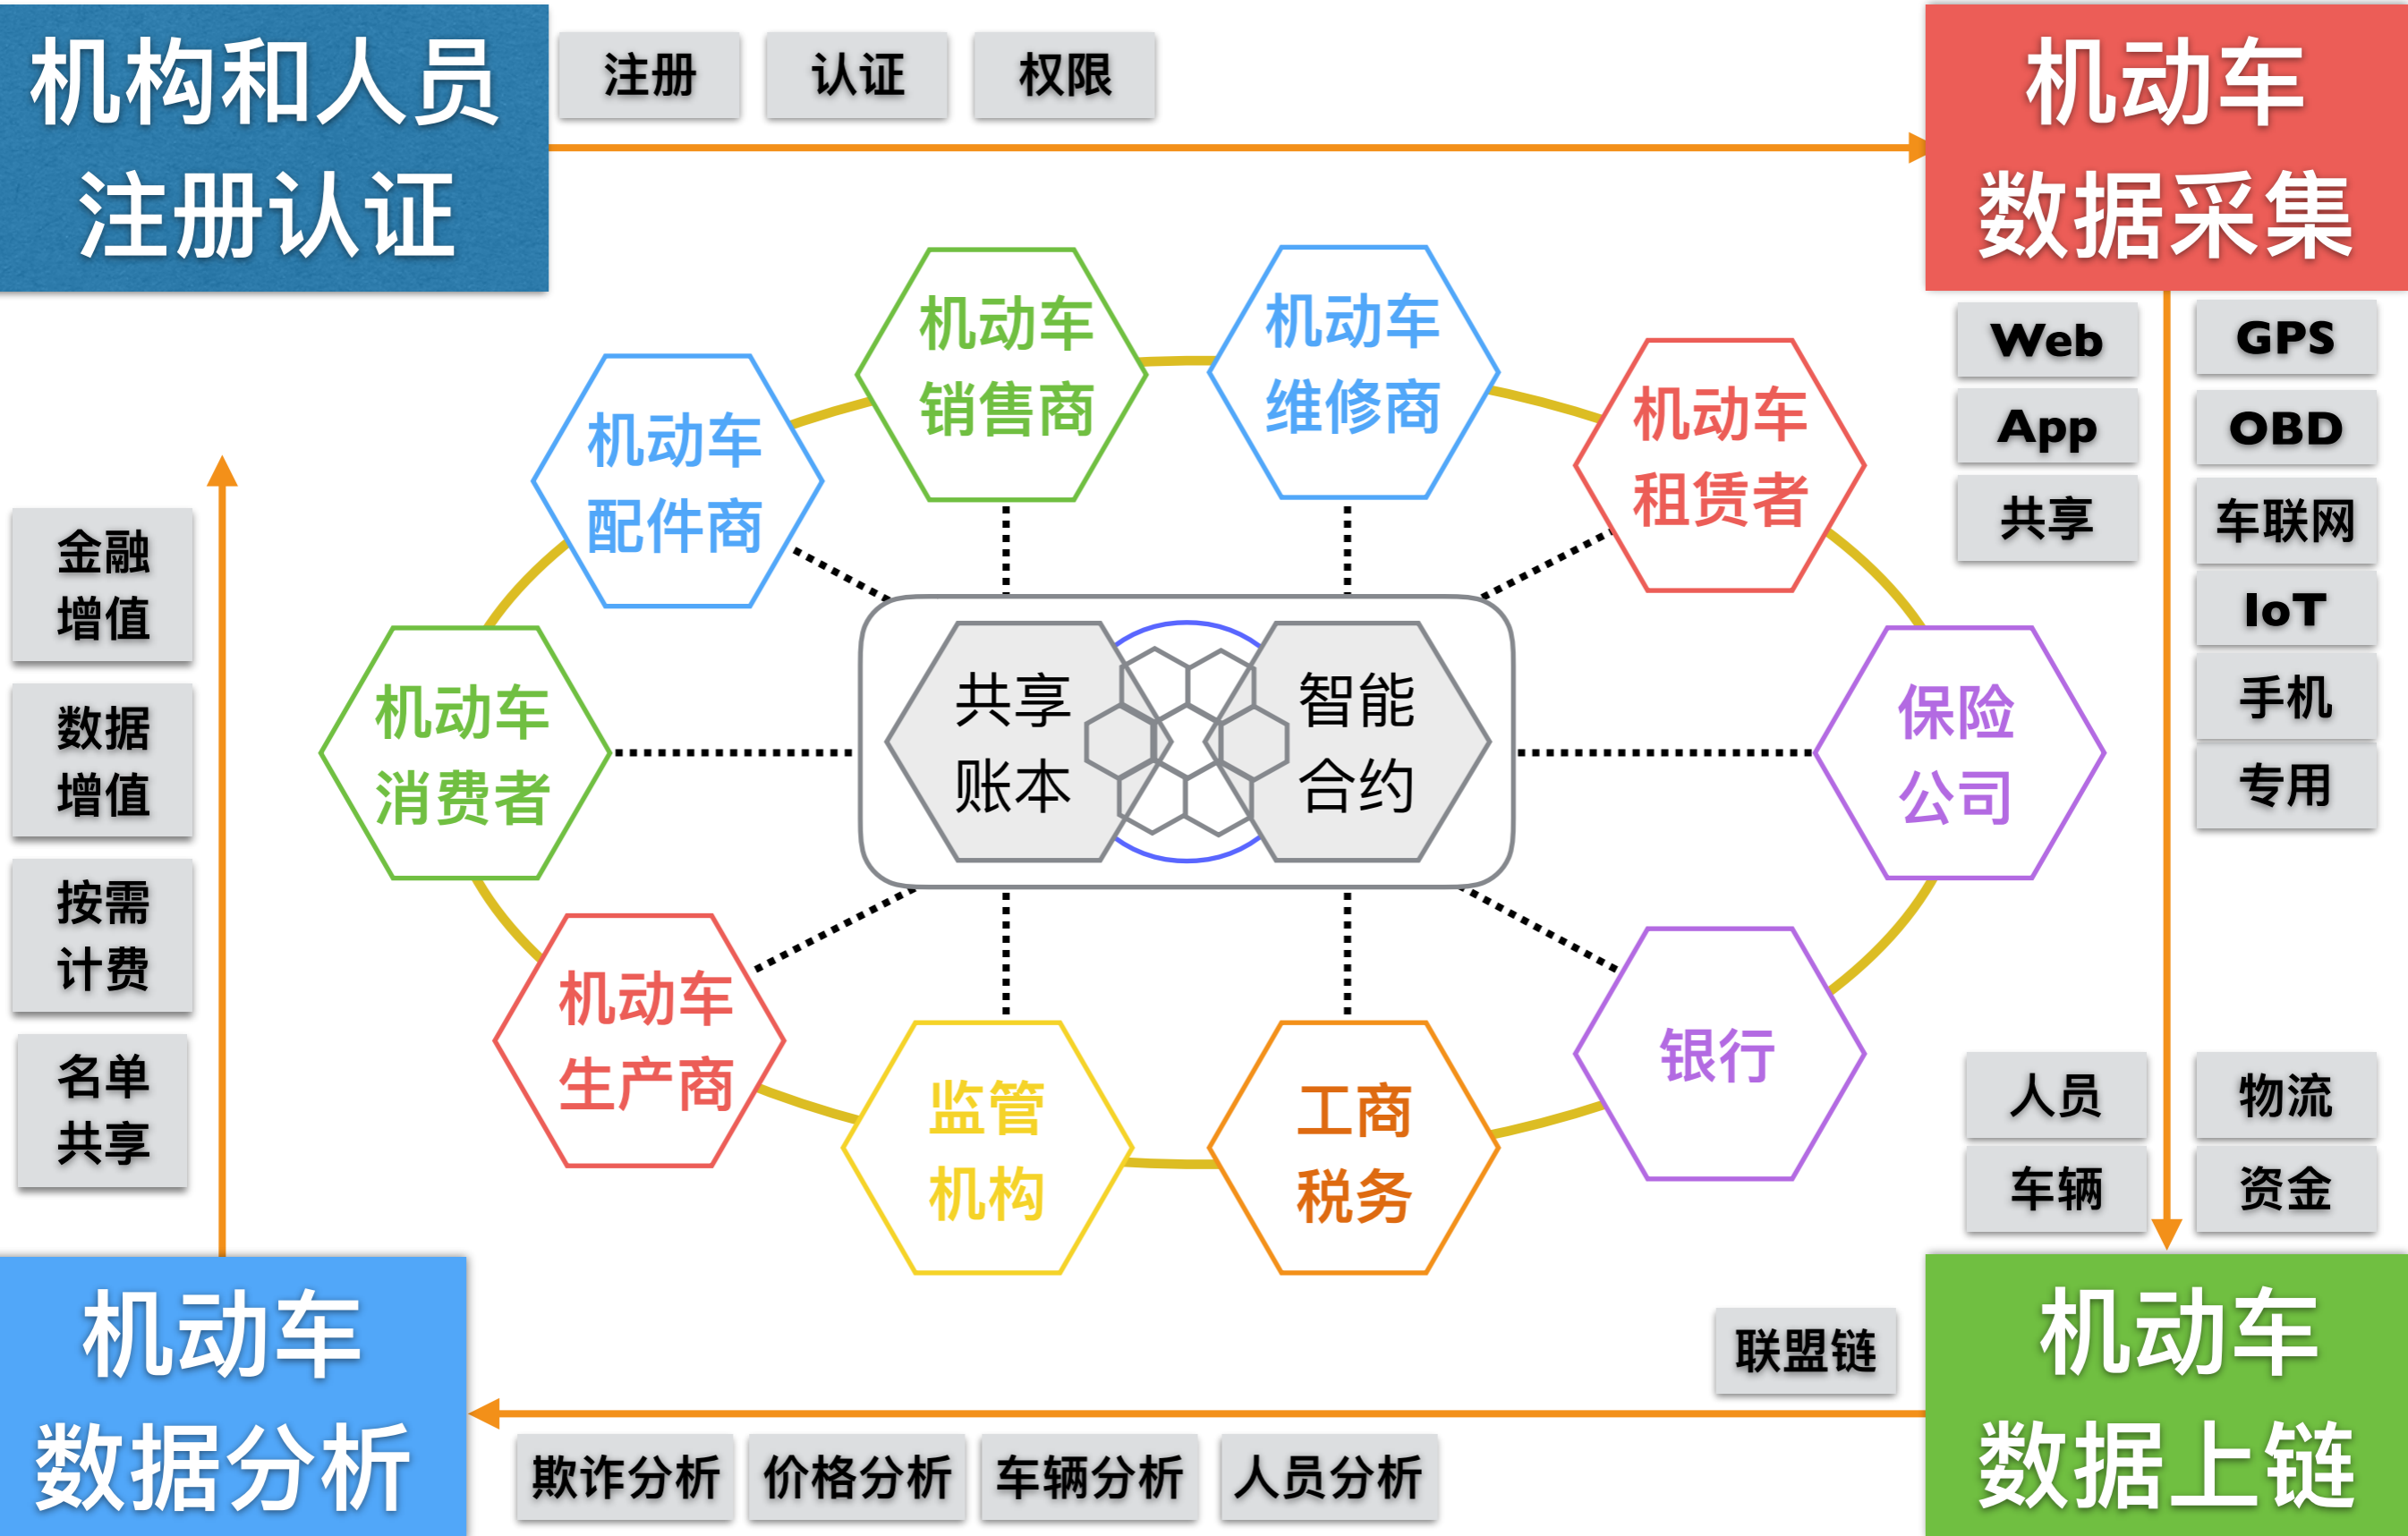 机构和人员
注册认证
注册
认证
权限
机动车
数据采集
Web
App
共享
GPS
OBD
车联网
IoT
手机
专用
机动车
销售商
机动车
维修商
机动车
配件商
机动车
租赁者
机动车
消费者
共享
账本
智能
合约
保险
公司
机动车
生产商
监管
机构
工商
税务
银行
金融
增值
数据
增值
按需
计费
名单
共享
人员
车辆
物流
资金
机动车
数据分析
欺诈分析
价格分析
车辆分析
人员分析
联盟链
机动车
数据上链